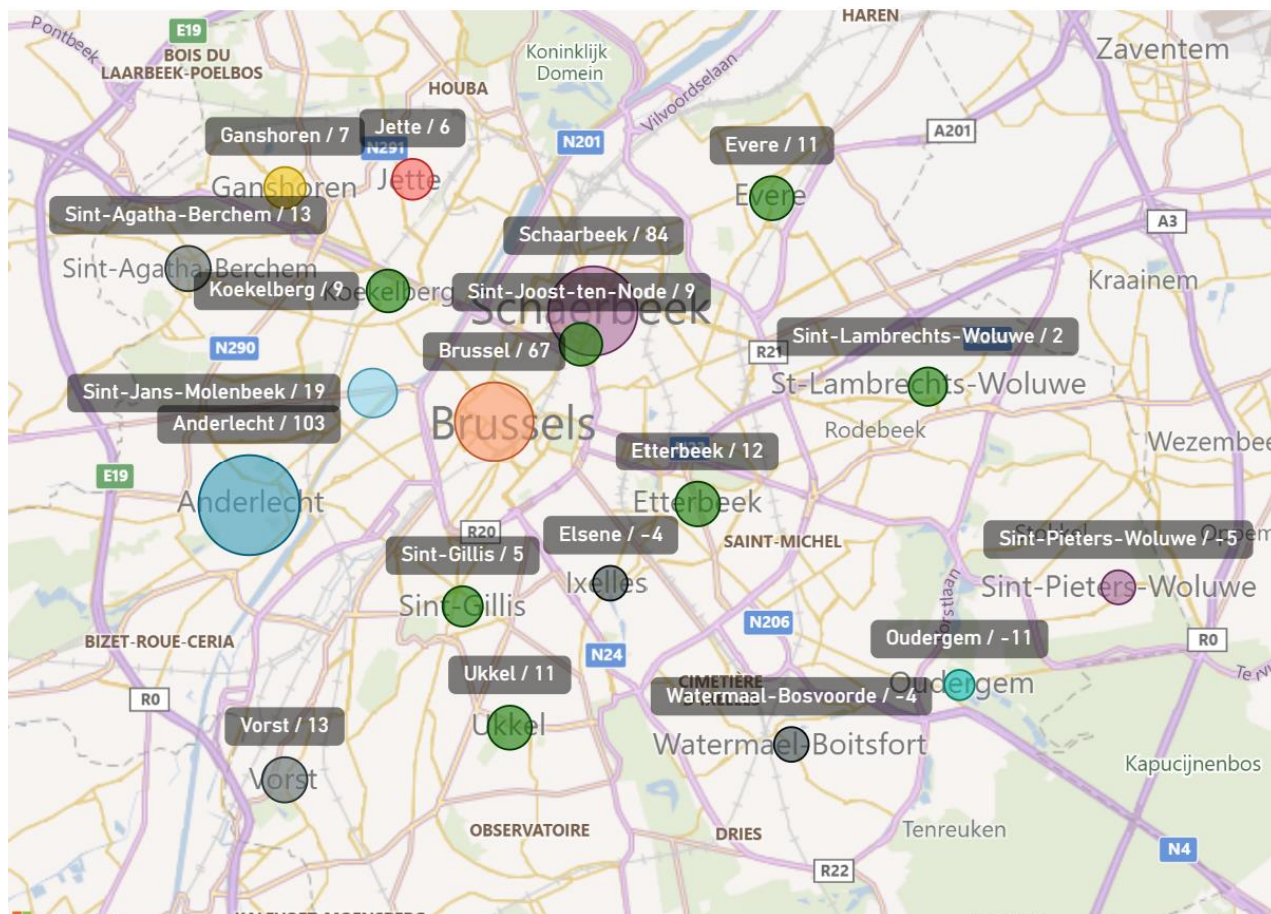 HAREN
E19
Pontbeek
BOIS DU
LAARBEEK-POELBOS
Koninklijk
Domein
Zaventem
HOUBA
Vilvoordselaan
Ganshoren / 7
Jette / 6
N291
N201
Evere / 11
A201
Ganshoren
Jette
Evere
Sint-Agatha-Berchem / 13
Schaarbeek / 84
A3
Sint-Agatha-Berchem
Koekelberg / 9
Koekelberg
Sint-Joost-ten-Node / 9
Schaerbeek
Kraainem
N290
Brussel / 67
R21
Sint-Lambrechts-Woluwe / 2
Sint-Jans-Molenbeek / 19
St-Lambrechts-Woluwe
Anderlecht / 103
Brussels
Rodebeek
Wezembee
E19
Etterbeek / 12
Anderlecht
Etterbeek
R20
Elsene / -4
SAINT-MICHEL
Sint-Pieters-Woluwe / -5
Sint-Gillis / 5
Ixelles
Sint-Pieters-Woluwe
Sint-Gillis
BIZET-ROUE-CERIA
N206
Oudergem / -11
R0
N24
Ukkel / 11
CIMETIÈRE
Oudergem
R0
Watermaal-Bosvoorde / -4
Vorst / 13
Ukkel
Watermael-Boitsfort
Vorst
Kapucijnenbos
OBSERVATOIRE
DRIES
Tenreuken
N4
R22